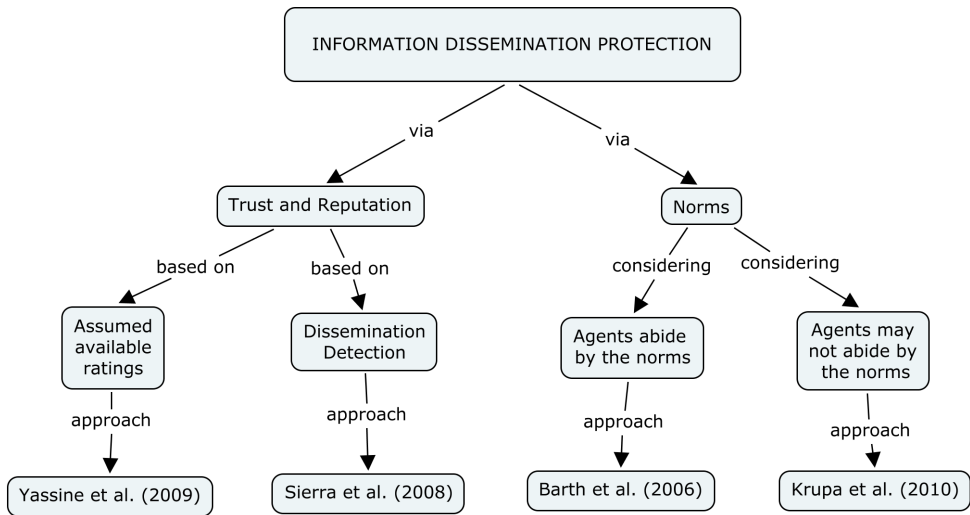 INFORMATION DISSEMINATION PROTECTION
via
via
Trust and Reputation
Norms
based on
based on
considering
considering
Assumed
available
ratings
Dissemination
Detection
Agents abide
by the norms
Agents may
not abide by
the norms
approach
approach
approach
approach
Yassine et al. (2009)
Sierra et al. (2008)
Barth et al. (2006)
Krupa et al. (2010)